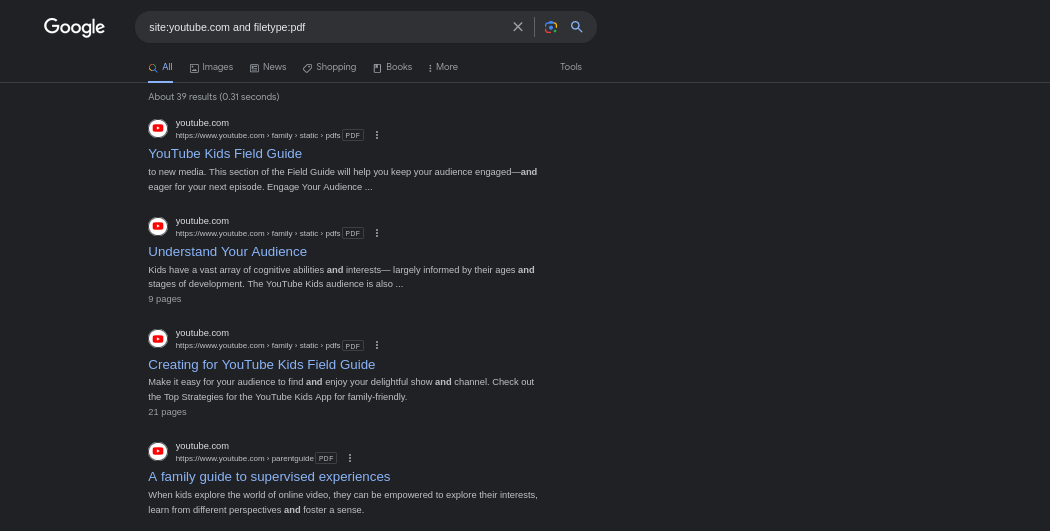 Google
site:youtube.com and filetype:pdf
All Images News Shopping Books More Tools
About 39 results (0.31 seconds)
youtube.com
https://www.youtube.com › family › static › pdfs PDF
YouTube Kids Field Guide
to new media. This section of the Field Guide will help you keep your audience engaged—and
eager for your next episode. Engage Your Audience ...
youtube.com
https://www.youtube.com › family › static › pdfs PDF
Understand Your Audience
Kids have a vast array of cognitive abilities and interests— largely informed by their ages and
stages of development. The YouTube Kids audience is also ...
9 pages
youtube.com
https://www.youtube.com › family › static › pdfs PDF
Creating for YouTube Kids Field Guide
Make it easy for your audience to find and enjoy your delightful show and channel. Check out
the Top Strategies for the YouTube Kids App for family-friendly.
21 pages
youtube.com
https://www.youtube.com › parentguide PDF
A family guide to supervised experiences
When kids explore the world of online video, they can be empowered to explore their interests,
learn from different perspectives and foster a sense.